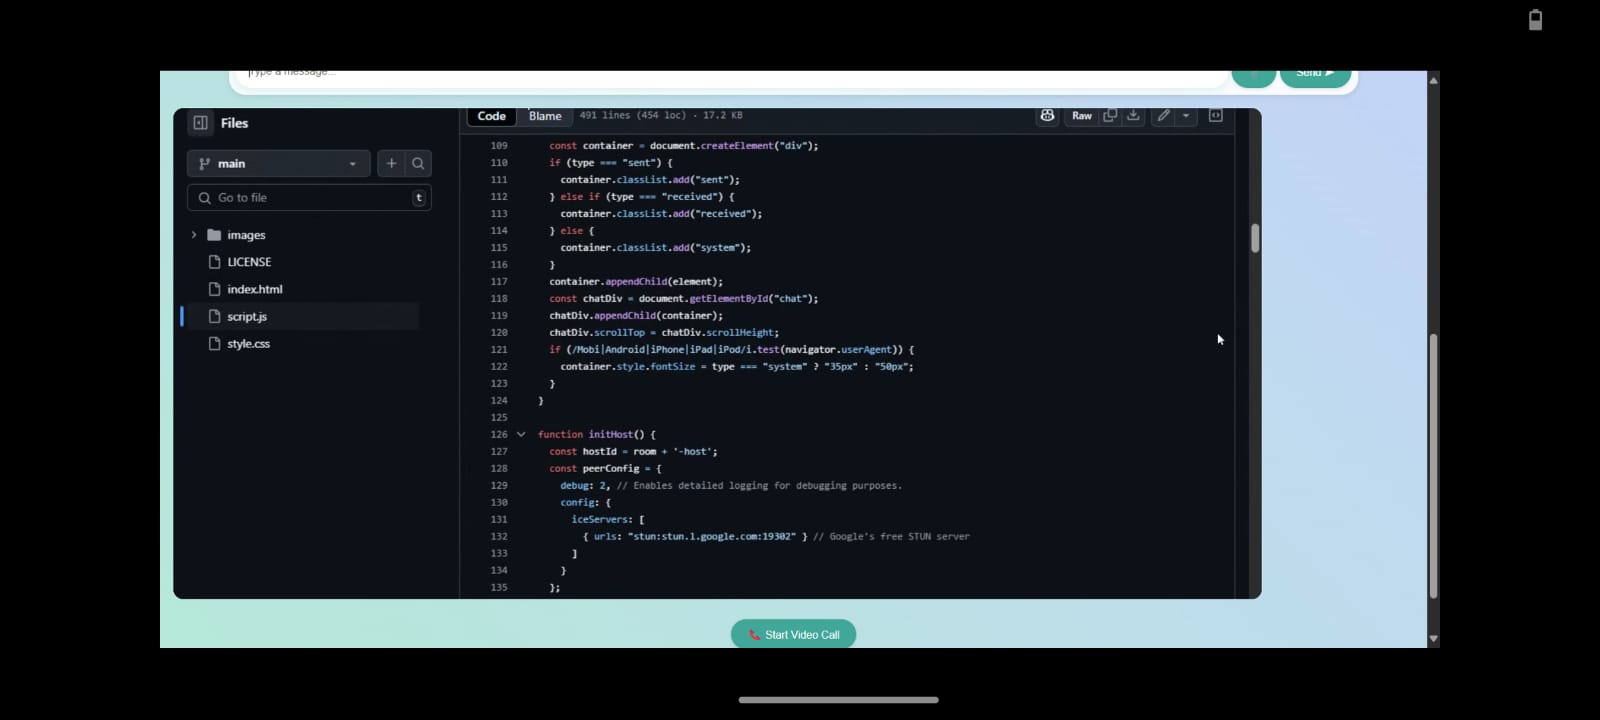 Type a message...
Send ➤
Files
main
Go to file
t
images
LICENSE
index.html
script.js
style.css
Code
Blame
491 lines (454 loc) · 17.2 KB
Raw
109 const container = document.createElement("div");
110 if (type === "sent") {
111 container.classList.add("sent");
112 } else if (type === "received") {
113 container.classList.add("received");
114 } else {
115 container.classList.add("system");
116 }
117 container.appendChild(element);
118 const chatDiv = document.getElementById("chat");
119 chatDiv.appendChild(container);
120 chatDiv.scrollTop = chatDiv.scrollHeight;
121 if (/Mobi|Android|iPhone|iPad|iPod/i.test(navigator.userAgent)) {
122 container.style.fontSize = type === "system" ? "35px" : "50px";
123 }
124 }
125
126 function initHost() {
127 const hostId = room + '-host';
128 const peerConfig = {
129 debug: 2, // Enables detailed logging for debugging purposes.
130 config: {
131 iceServers: [
132 { urls: "stun:stun.l.google.com:19302" } // Google's free STUN server
133 ]
134 }
135 };
Start Video Call